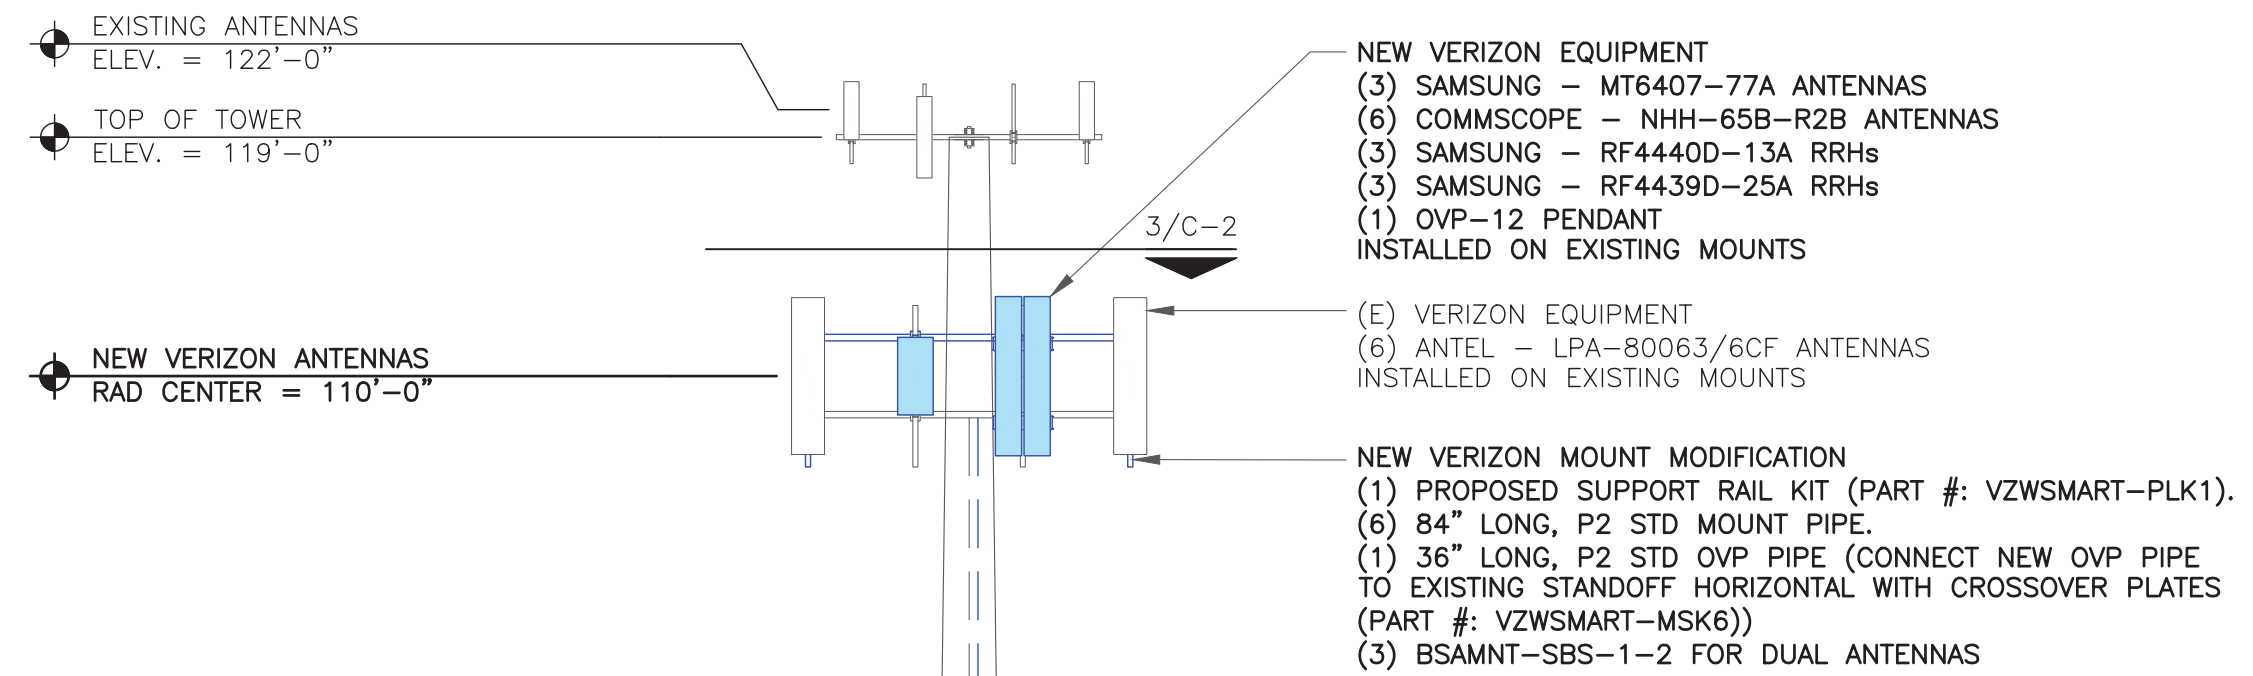 EXISTING ANTENNAS
ELEV. = 122'-0"
TOP OF TOWER
ELEV. = 119'-0"
3/C-2
NEW VERIZON ANTENNAS
RAD CENTER = 110'-0"
NEW VERIZON EQUIPMENT
(3) SAMSUNG - MT6407-77A ANTENNAS
(6) COMMSCOPE - NHH-65B-R2B ANTENNAS
(3) SAMSUNG - RF4440D-13A RRHs
(3) SAMSUNG - RF4439D-25A RRHs
(1) OVP-12 PENDANT
INSTALLED ON EXISTING MOUNTS
(E) VERIZON EQUIPMENT
(6) ANTEL - LPA-80063/6CF ANTENNAS
INSTALLED ON EXISTING MOUNTS
NEW VERIZON MOUNT MODIFICATION
(1) PROPOSED SUPPORT RAIL KIT (PART #: VZWSMART-PLK1).
(6) 84" LONG, P2 STD MOUNT PIPE.
(1) 36" LONG, P2 STD OVP PIPE (CONNECT NEW OVP PIPE
TO EXISTING STANDOFF HORIZONTAL WITH CROSSOVER PLATES
(PART #: VZWSMART-MSK6))
(3) BSAMNT-SBS-1-2 FOR DUAL ANTENNAS